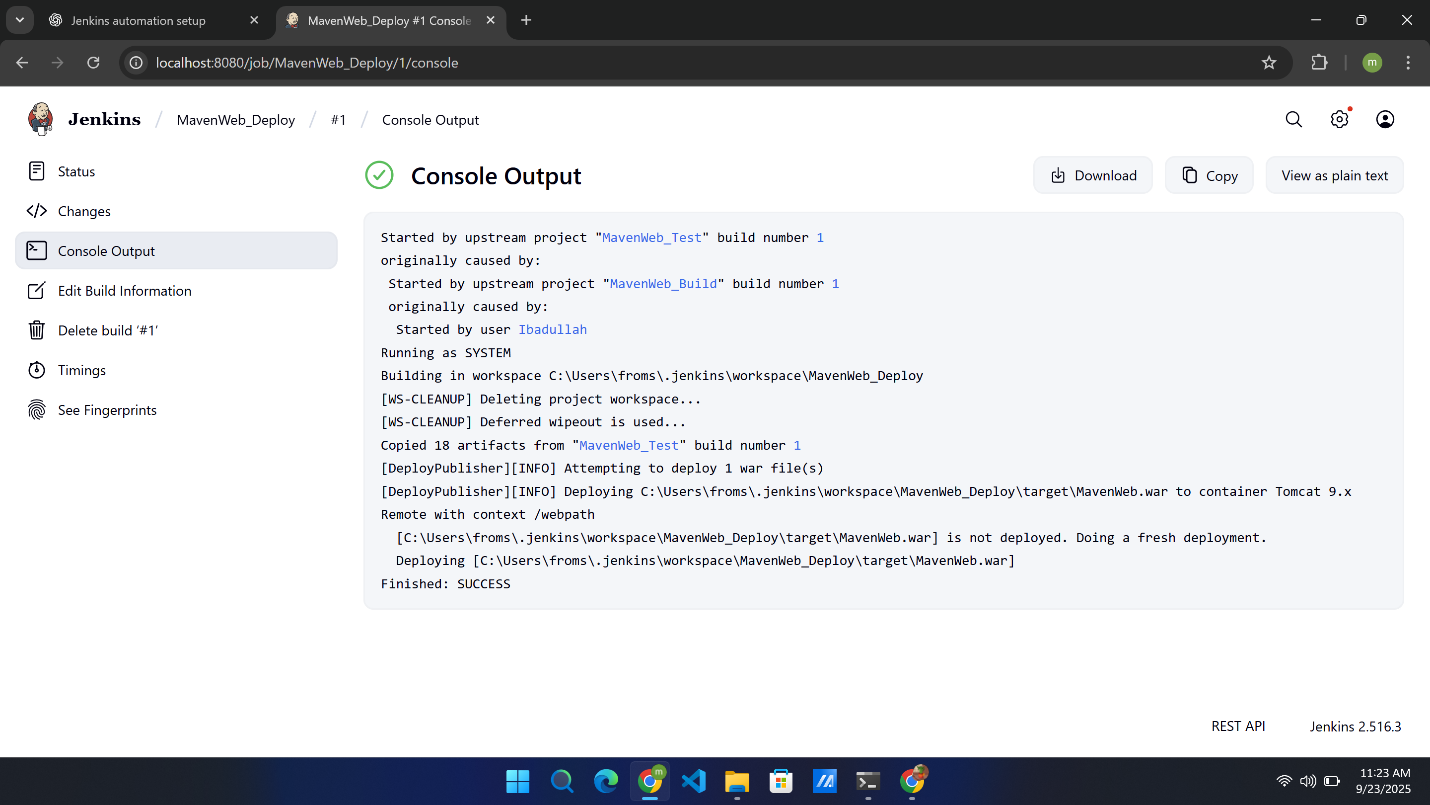 Jenkins automation setup
MavenWeb_Deploy #1 Console
localhost:8080/job/MavenWeb_Deploy/1/console
m
Jenkins / MavenWeb_Deploy / #1 / Console Output
Status
Changes
Console Output
Edit Build Information
Delete build ‘#1’
Timings
See Fingerprints
Console Output
Download
Copy
View as plain text
Started by upstream project "MavenWeb_Test" build number 1
originally caused by:
Started by upstream project "MavenWeb_Build" build number 1
originally caused by:
Started by user Ibadullah
Running as SYSTEM
Building in workspace C:\Users\froms\.jenkins\workspace\MavenWeb_Deploy
[WS-CLEANUP] Deleting project workspace...
[WS-CLEANUP] Deferred wipeout is used...
Copied 18 artifacts from "MavenWeb_Test" build number 1
[DeployPublisher][INFO] Attempting to deploy 1 war file(s)
[DeployPublisher][INFO] Deploying C:\Users\froms\.jenkins\workspace\MavenWeb_Deploy\target\MavenWeb.war to container Tomcat 9.x
Remote with context /webpath
[C:\Users\froms\.jenkins\workspace\MavenWeb_Deploy\target\MavenWeb.war] is not deployed. Doing a fresh deployment.
Deploying [C:\Users\froms\.jenkins\workspace\MavenWeb_Deploy\target\MavenWeb.war]
Finished: SUCCESS
REST API
Jenkins 2.516.3
m
11:23 AM
9/23/2025